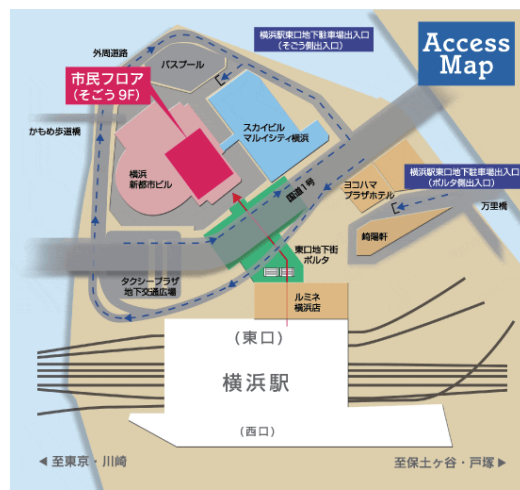 Access
Map
横浜駅東口地下駐車場出入口
(そごう側出入口)
外周道路
バスプール
市民フロア
(そごう9F)
スカイビル
マルイシティ横浜
かもめ歩道橋
横浜
新都市ビル
国道1号
ヨコハマ
プラザホテル
横浜駅東口地下駐車場出入口
(ポルタ側出入口)
万里橋
崎陽軒
東口地下街
ポルタ
タクシープラザ
地下交通広場
ルミネ
横浜店
(東口)
横浜駅
(西口)
◀至東京・川崎
至保土ヶ谷・戸塚▶